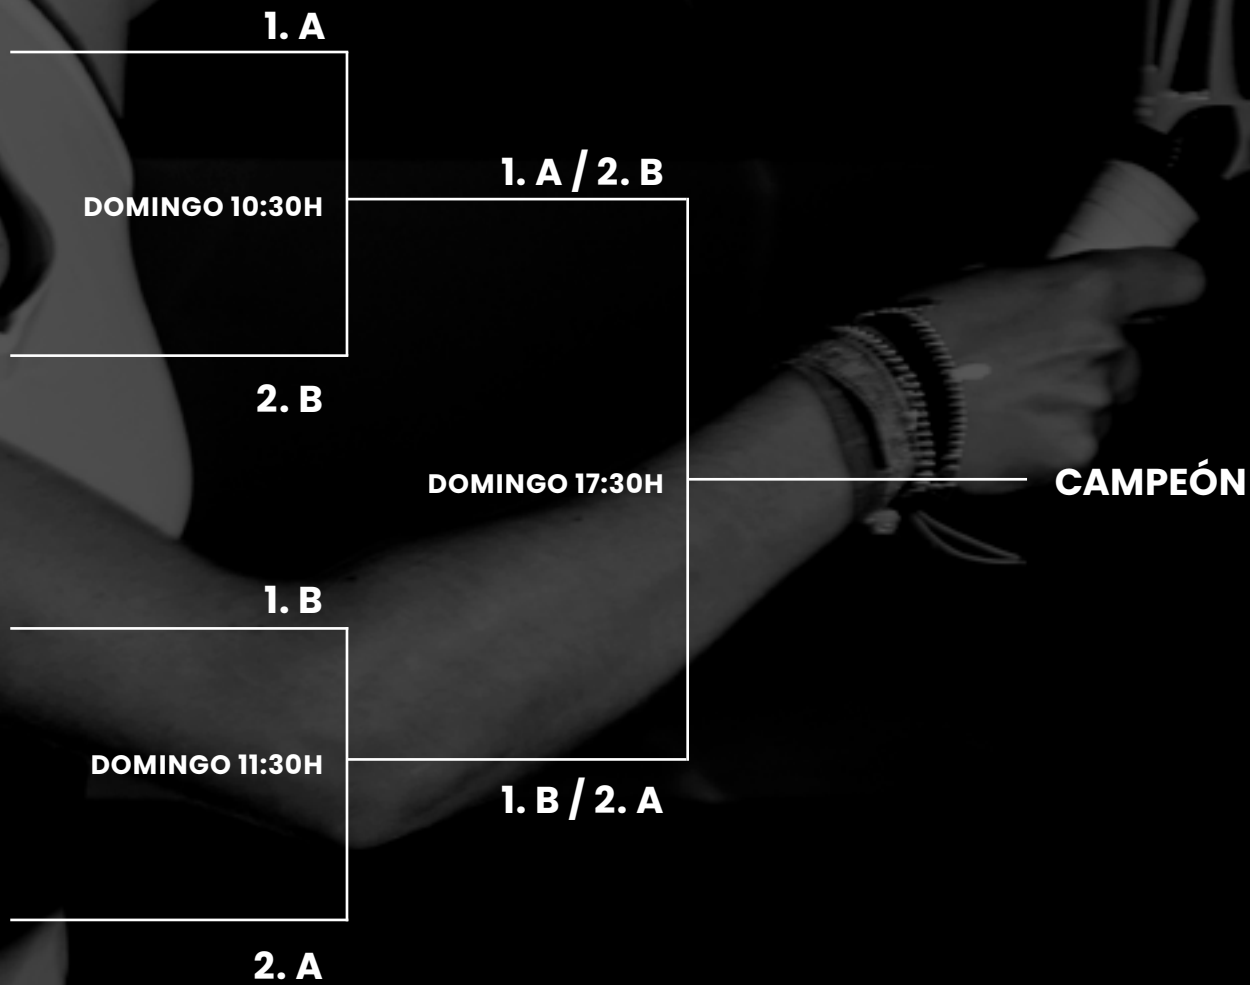 1. A
DOMINGO 10:30H
2. B
1. A / 2. B
DOMINGO 17:30H
CAMPEÓN
1. B
DOMINGO 11:30H
1. B / 2. A
2. A